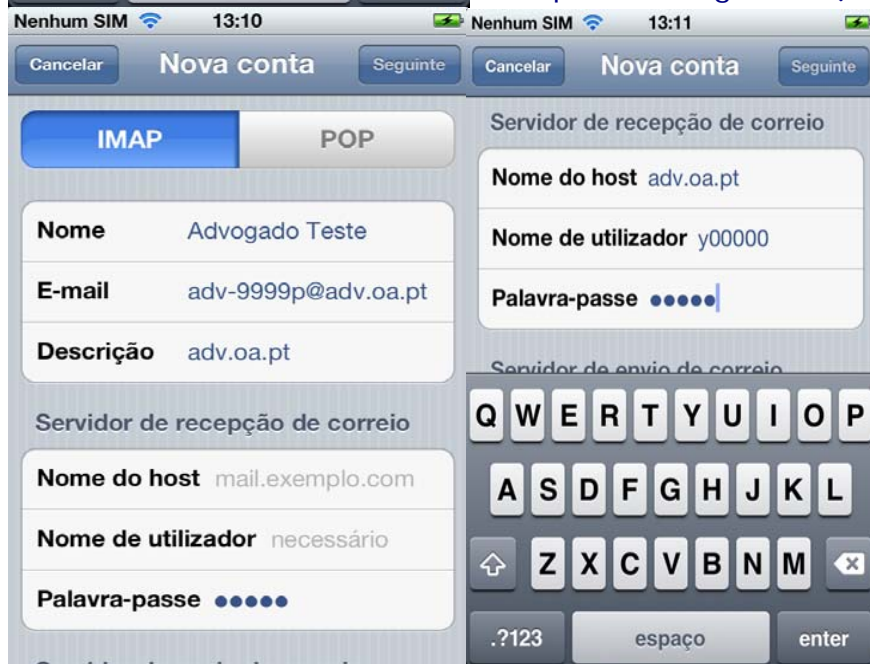 Nenhum SIM 13:10
Cancelar Nova conta Seguinte
IMAP POP
Nome Advogado Teste
E-mail adv-9999p@adv.oa.pt
Descrição adv.oa.pt
Servidor de recepção de correio
Nome do host mail.exemplo.com
Nome de utilizador necessário
Palavra-passe •••••
Nenhum SIM 13:11
Cancelar Nova conta Seguinte
Servidor de recepção de correio
Nome do host adv.oa.pt
Nome de utilizador y00000
Palavra-passe •••••
Servidor de envio de correio
Q W E R T Y U I O P
A S D F G H J K L
Z X C V B N M
.?123 espaço enter